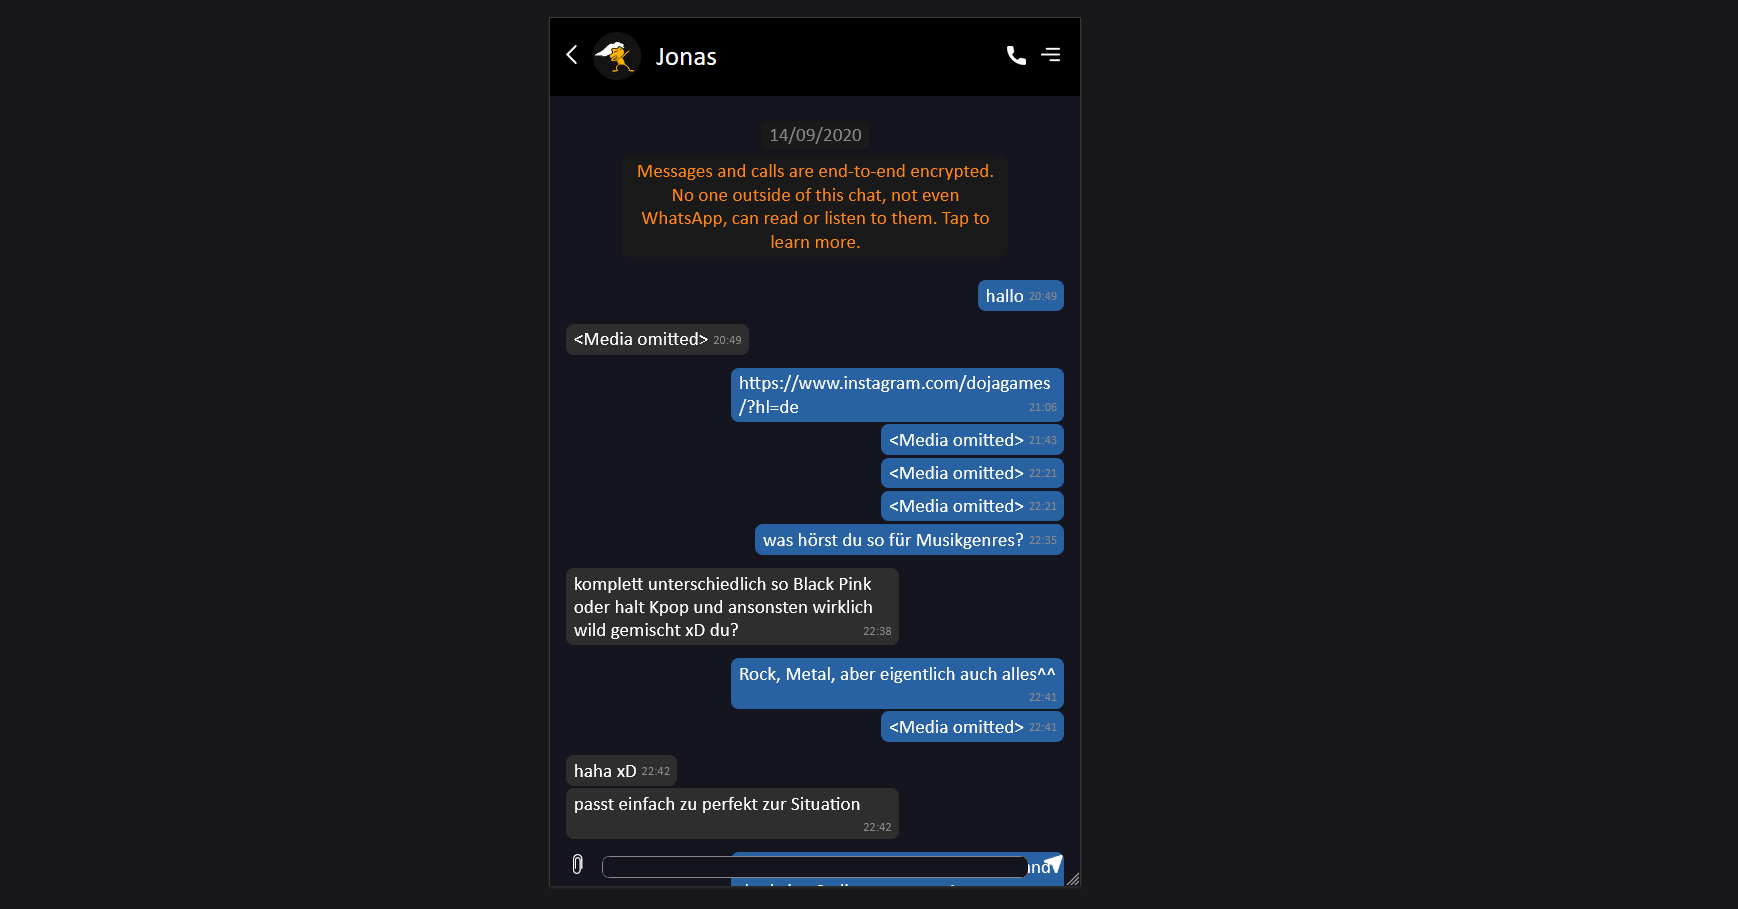 Jonas
14/09/2020
Messages and calls are end-to-end encrypted.
No one outside of this chat, not even
WhatsApp, can read or listen to them. Tap to
learn more.
hallo 20:49
<Media omitted> 20:49
https://www.instagram.com/dojagames
/?hl=de 21:06
<Media omitted> 21:43
<Media omitted> 22:21
<Media omitted> 22:21
was hörst du so für Musikgenres? 22:35
komplett unterschiedlich so Black Pink
oder halt Kpop und ansonsten wirklich
wild gemischt xD du? 22:38
Rock, Metal, aber eigentlich auch alles^^
22:41
<Media omitted> 22:41
haha xD 22:42
passt einfach zu perfekt zur Situation
22:42